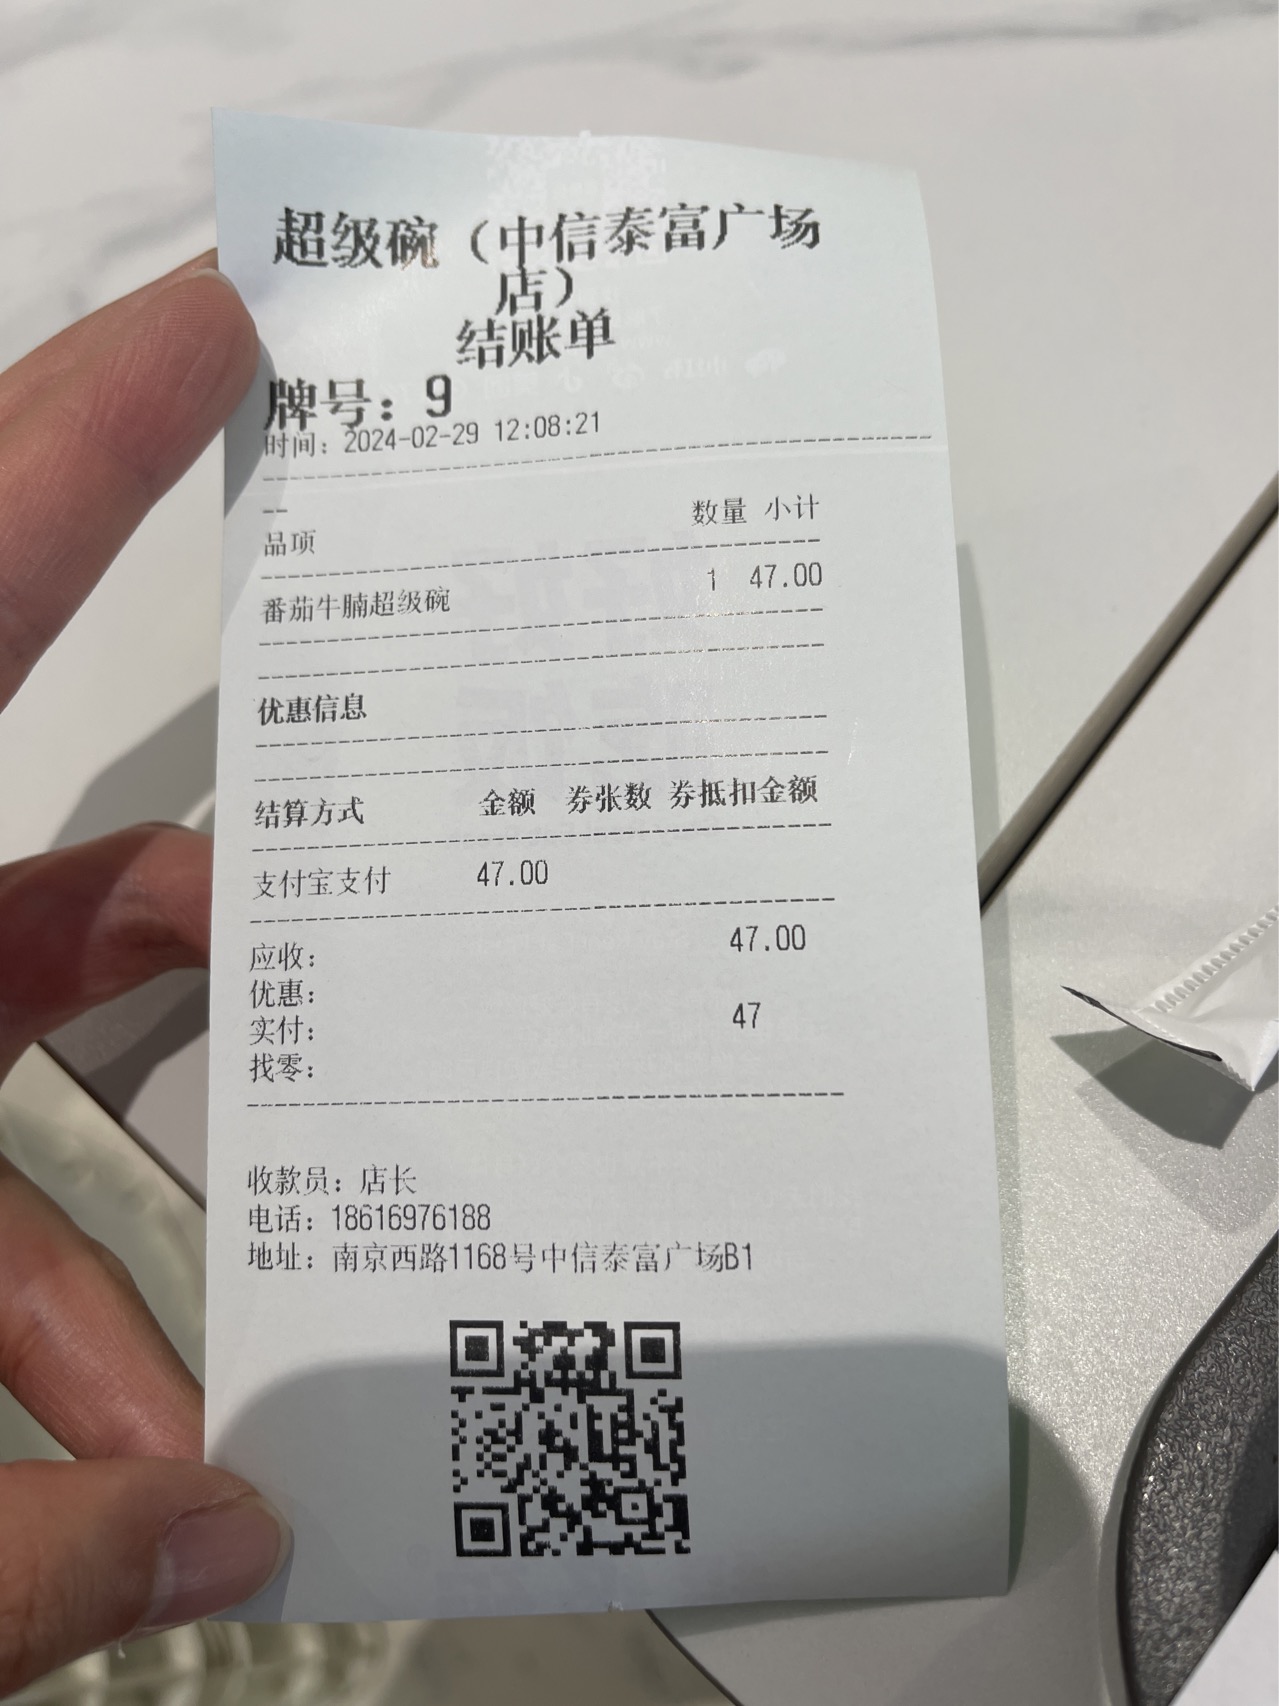 超级碗（中信泰富广场
店）
结账单
牌号：9
时间：2024-02-29 12:08:21
品项 数量 小计
番茄牛腩超级碗 1 47.00
优惠信息
结算方式 金额 券张数 券抵扣金额
支付宝支付 47.00
应收： 47.00
优惠：
实付： 47
找零：
收款员：店长
电话：18616976188
地址：南京西路1168号中信泰富广场B1